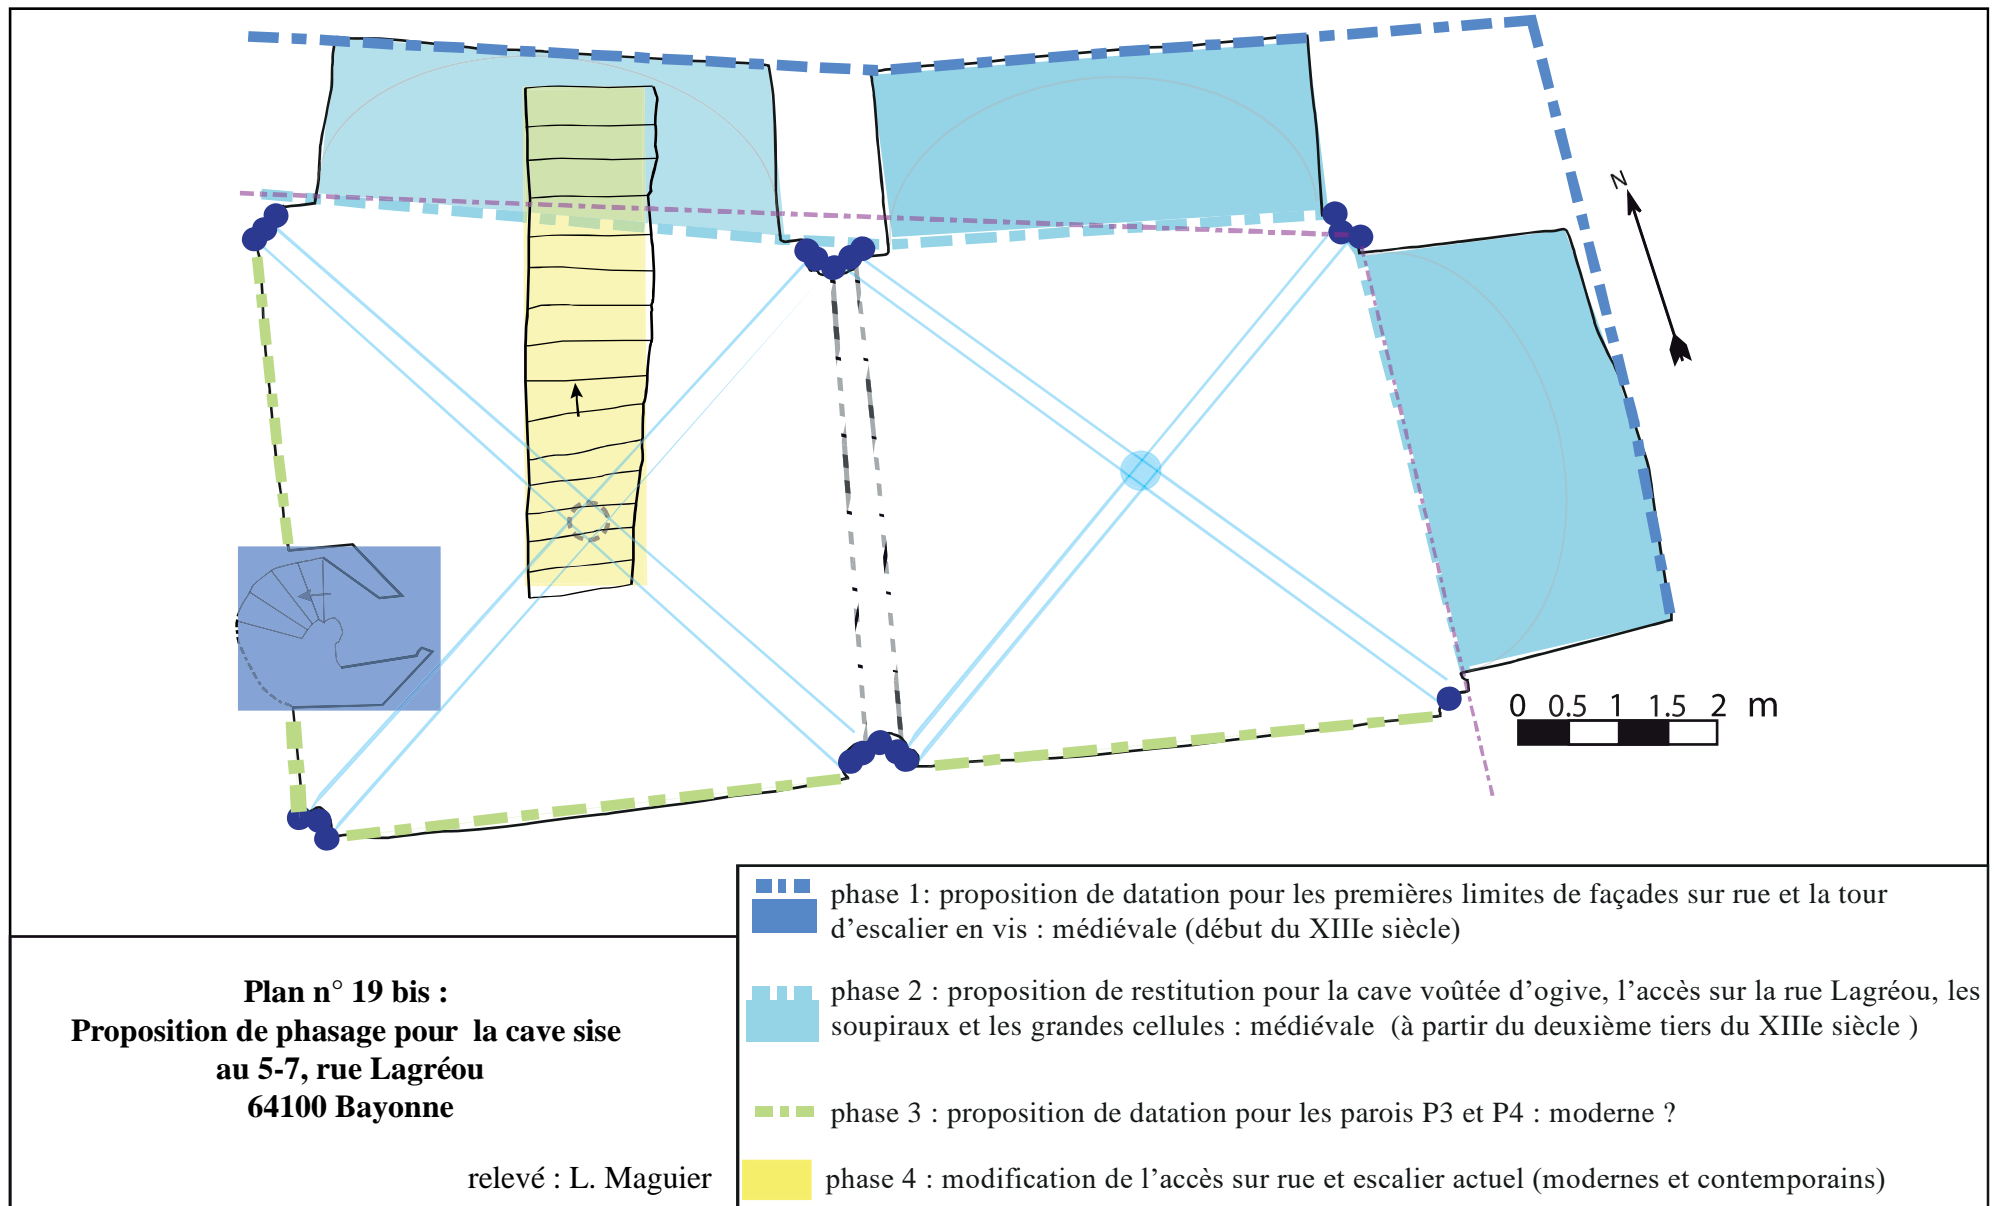 N
0 0.5 1 1.5 2 m
phase 1: proposition de datation pour les premières limites de façades sur rue et la tour
d’escalier en vis : médiévale (début du XIIIe siècle)
phase 2 : proposition de restitution pour la cave voûtée d’ogive, l’accès sur la rue Lagréou, les
soupiraux et les grandes cellules : médiévale (à partir du deuxième tiers du XIIIe siècle )
phase 3 : proposition de datation pour les parois P3 et P4 : moderne ?
phase 4 : modification de l’accès sur rue et escalier actuel (modernes et contemporains)
Plan n° 19 bis :
Proposition de phasage pour la cave sise
au 5-7, rue Lagréou
64100 Bayonne
relevé : L. Maguier